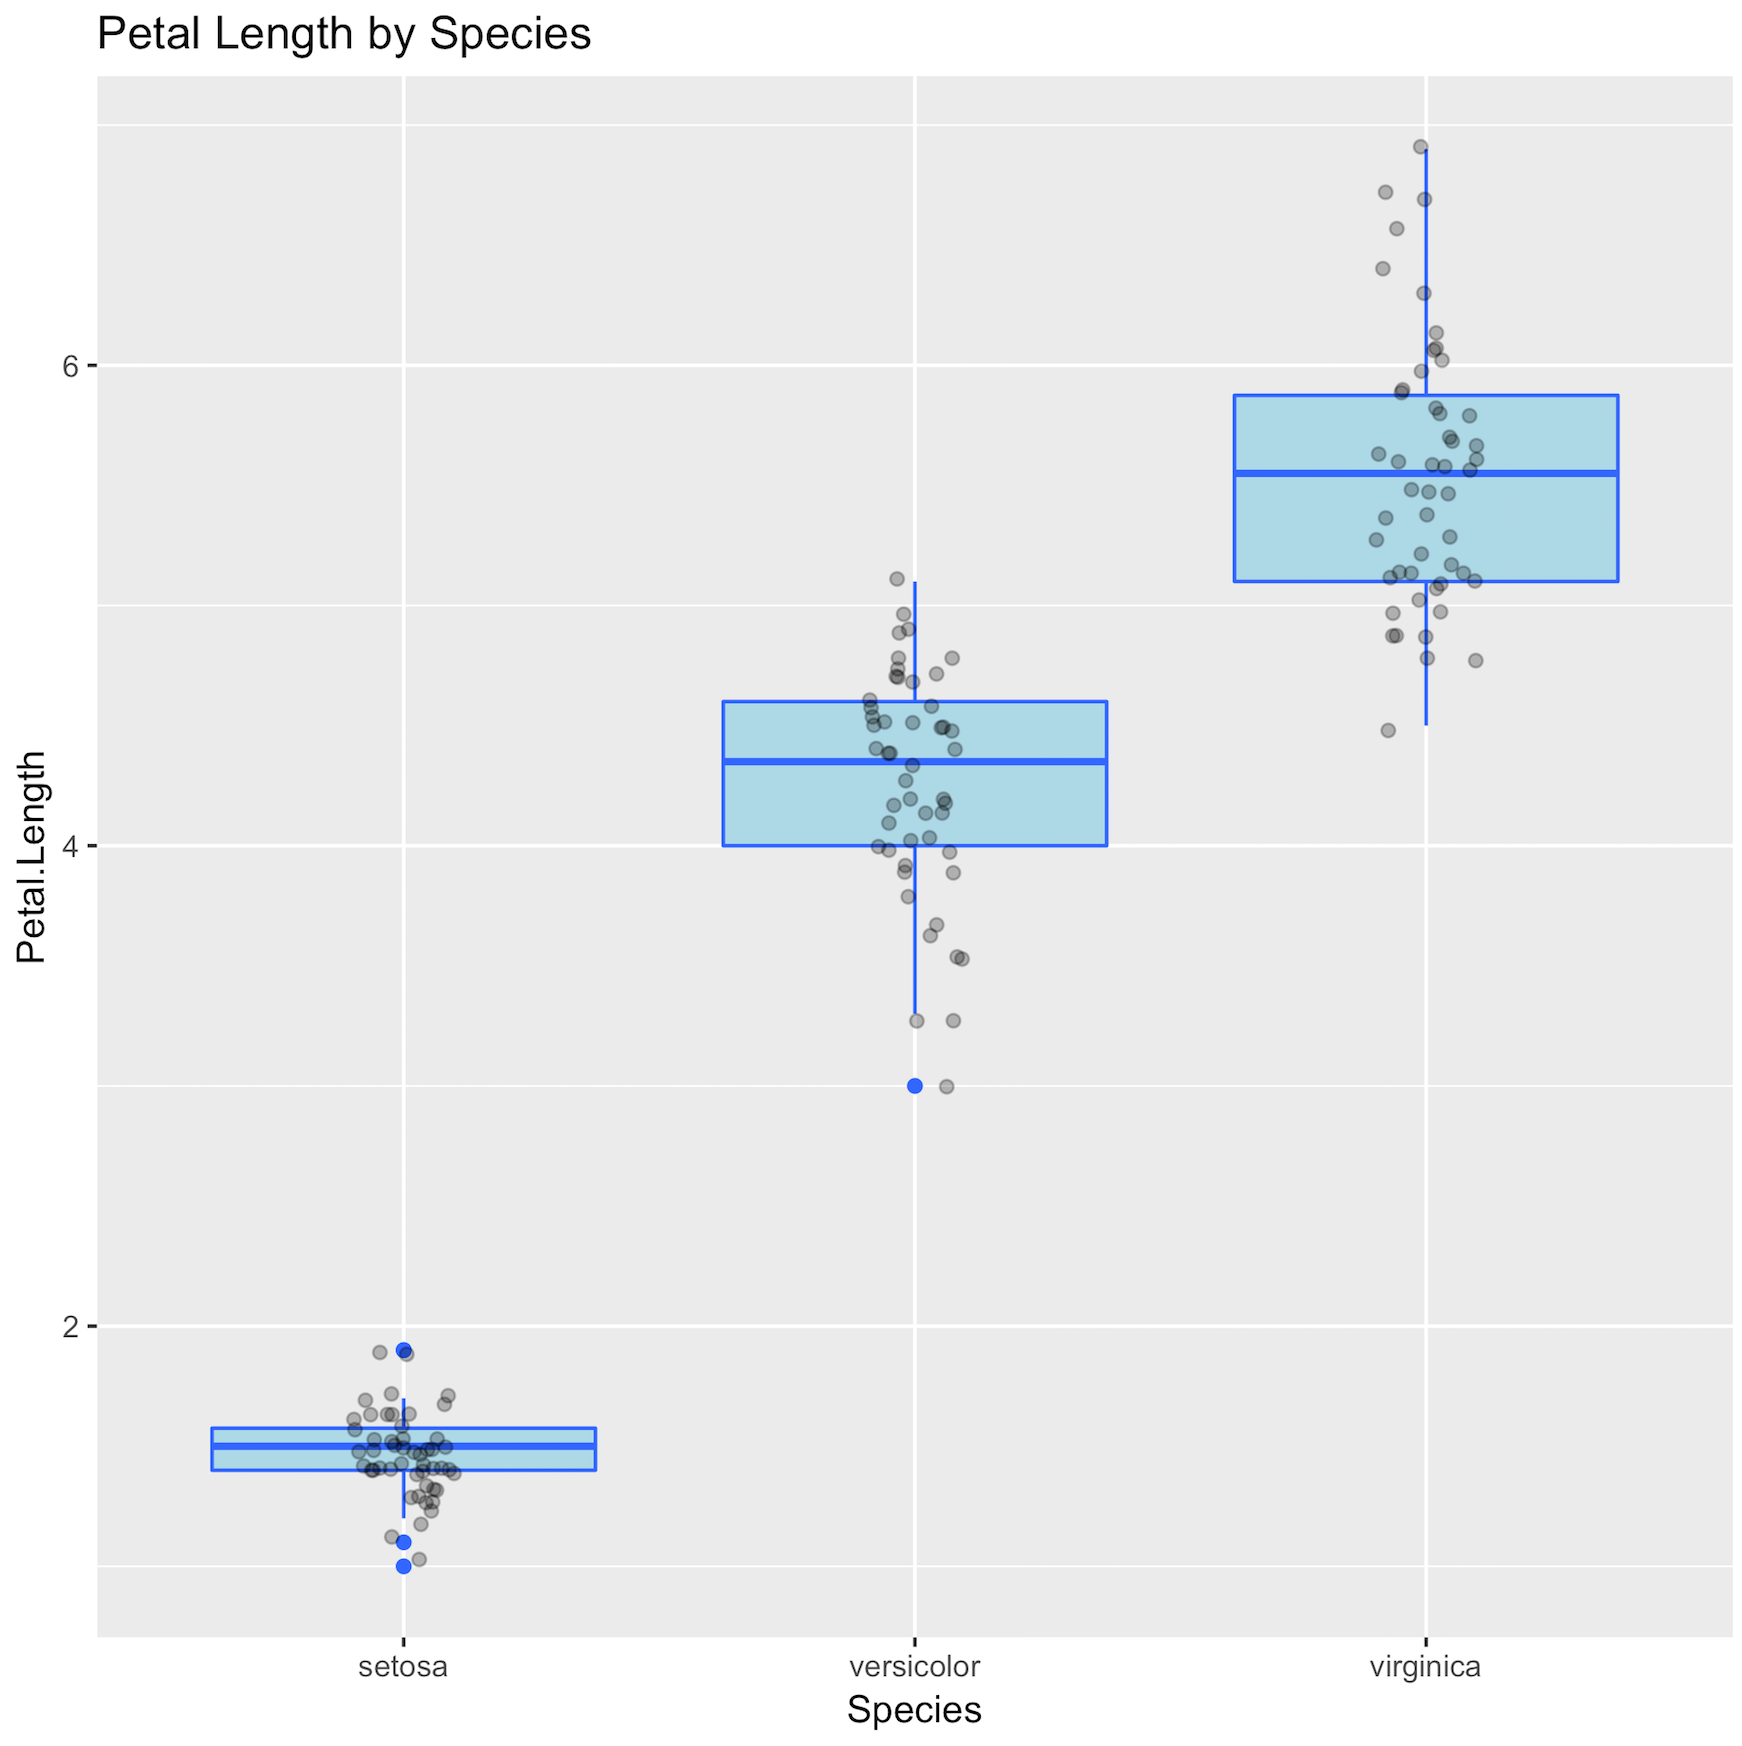 Petal Length by Species
Petal.Length
6
4
2
setosa
versicolor
virginica
Species